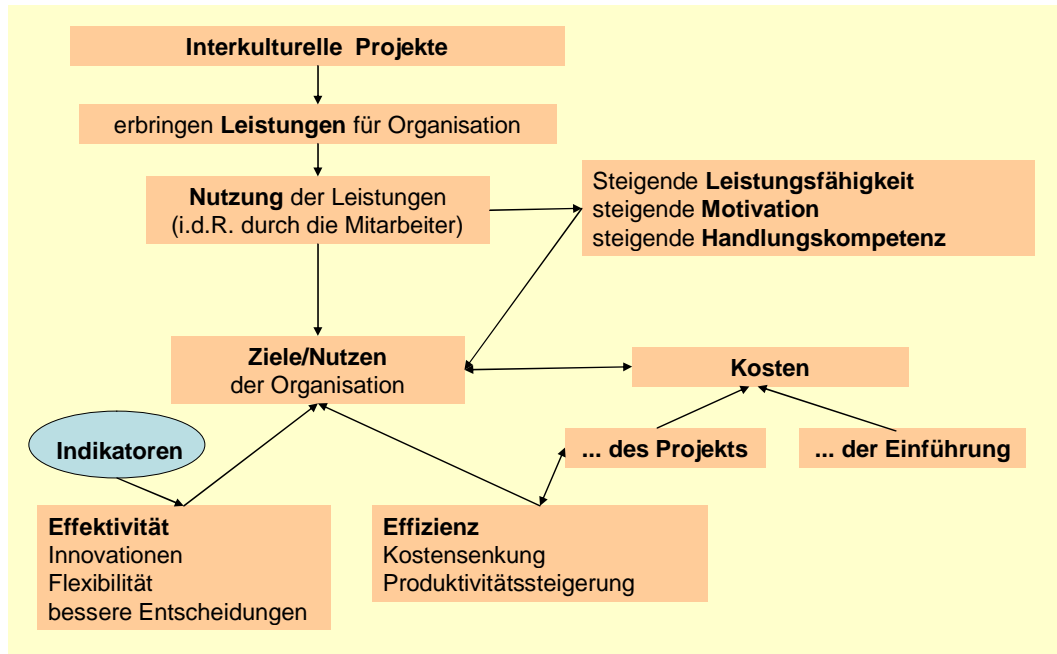 Interkulturelle Projekte
erbringen Leistungen für Organisation
Nutzung der Leistungen
(i.d.R. durch die Mitarbeiter)
Steigende Leistungsfähigkeit
steigende Motivation
steigende Handlungskompetenz
Ziele/Nutzen
der Organisation
Kosten
Indikatoren
... des Projekts
... der Einführung
Effektivität
Innovationen
Flexibilität
bessere Entscheidungen
Effizienz
Kostensenkung
Produktivitätssteigerung